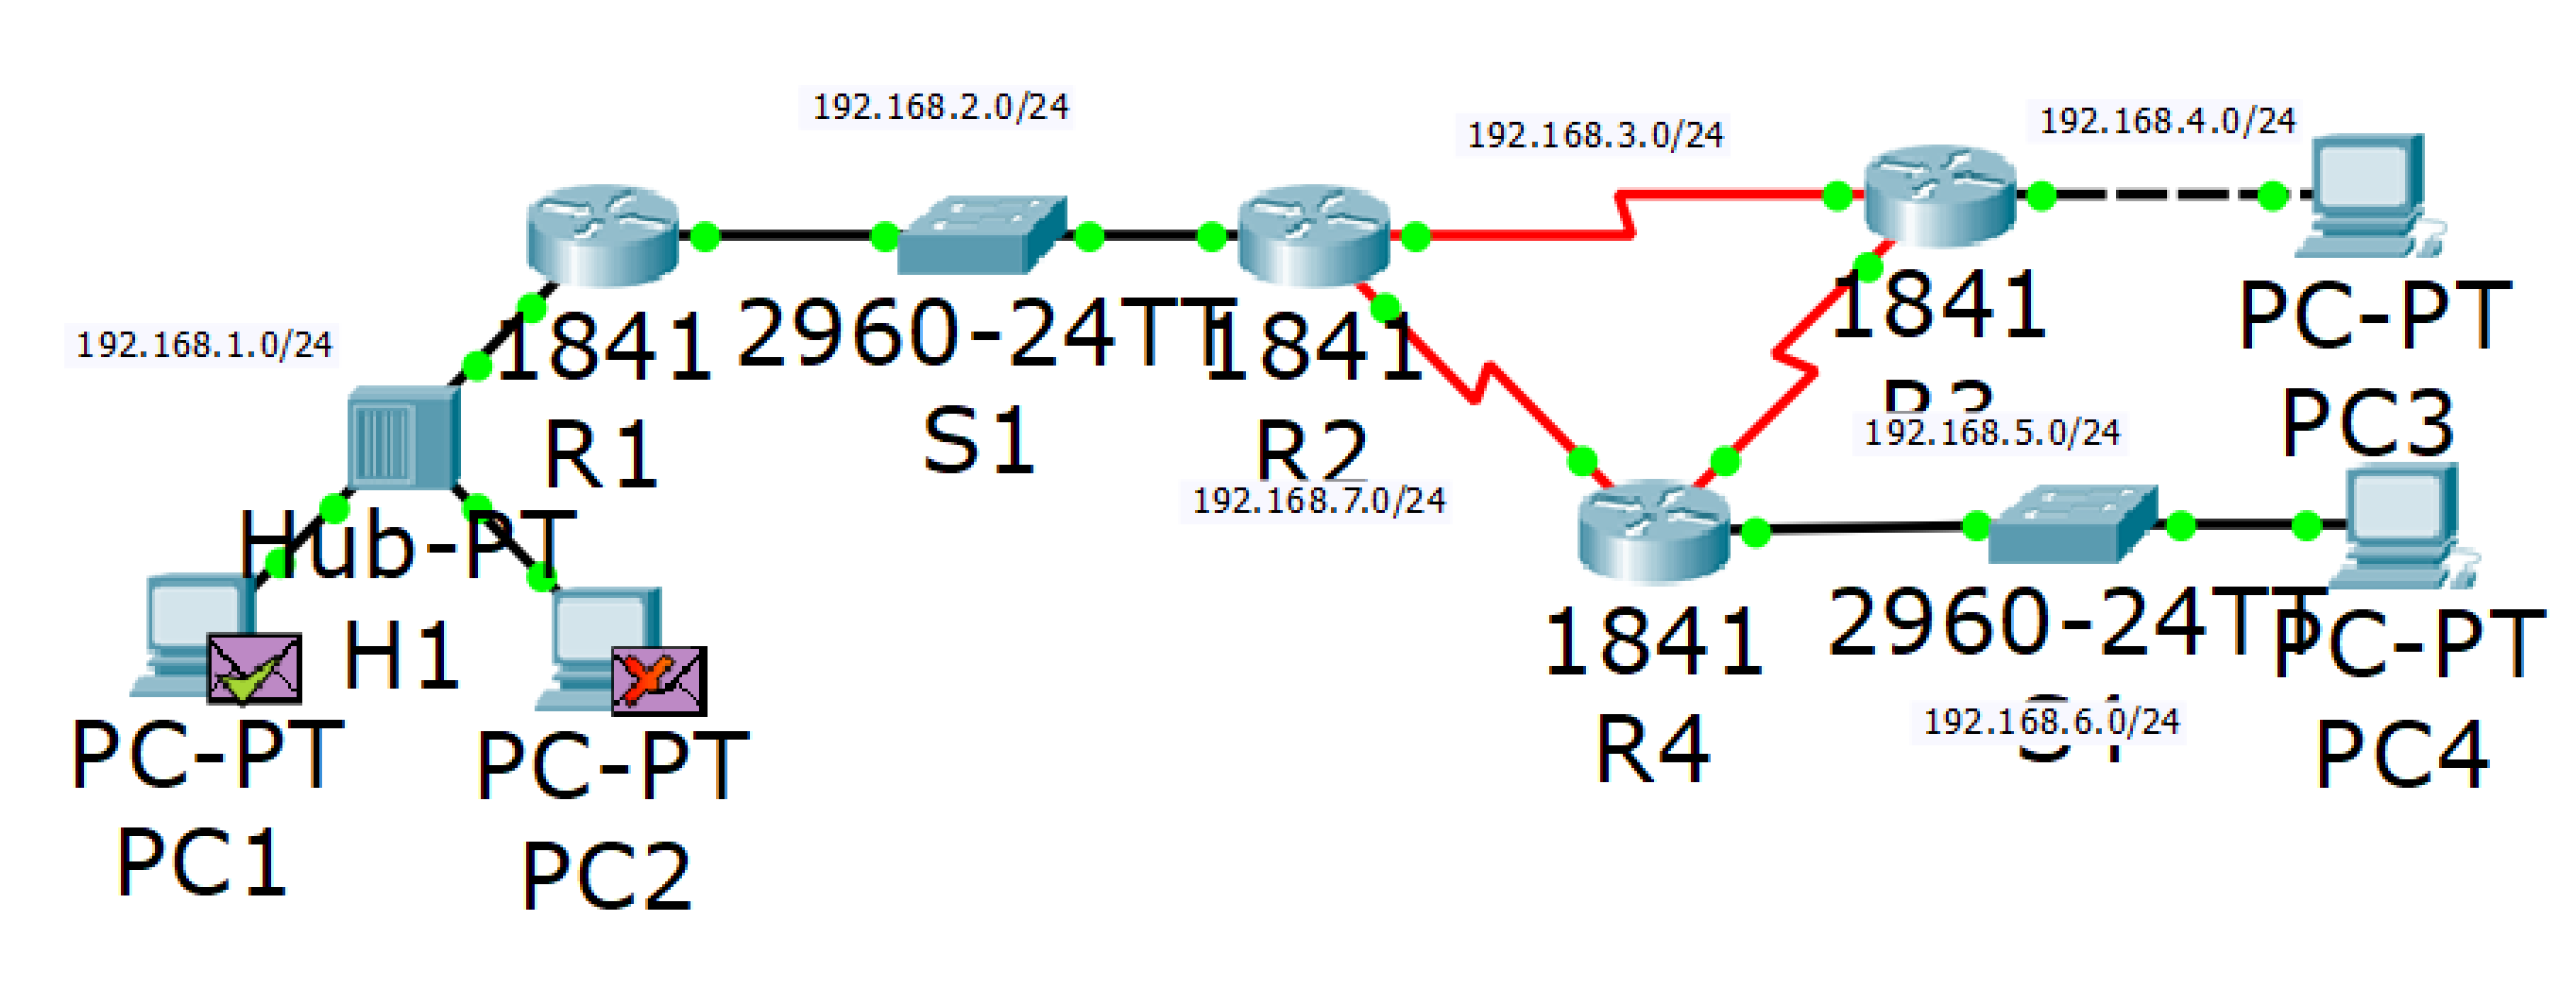 192.168.2.0/24
192.168.3.0/24
192.168.4.0/24
192.168.1.0/24
1841
R1
2960-24TT
S1
1841
R2
1841
R3
PC-PT
PC3
192.168.7.0/24
192.168.5.0/24
Hub-PT
H1
PC-PT
PC1
PC-PT
PC2
1841
R4
2960-24TT
192.168.6.0/24
PC-PT
PC4